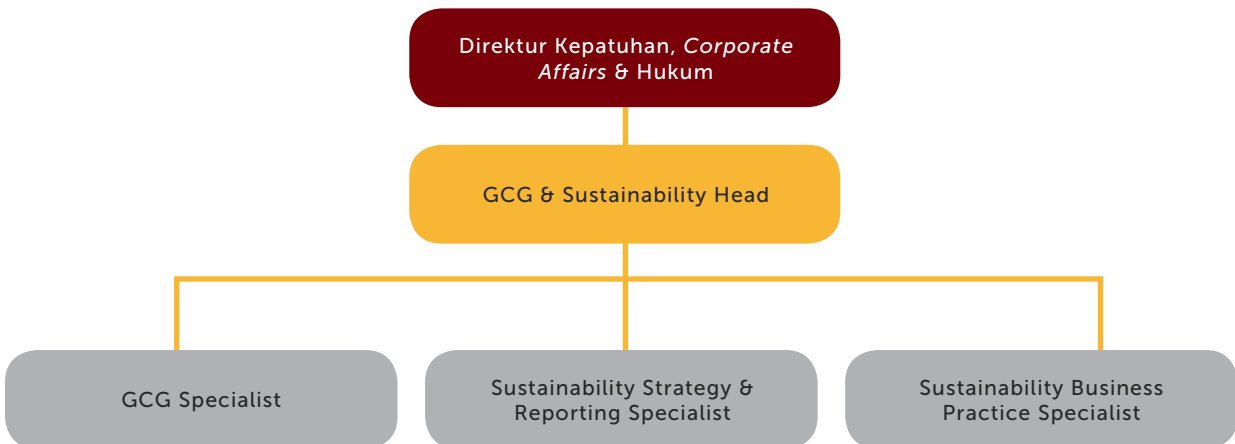 Direktur Kepatuhan, Corporate
Affairs & Hukum
GCG & Sustainability Head
GCG Specialist
Sustainability Strategy &
Reporting Specialist
Sustainability Business
Practice Specialist